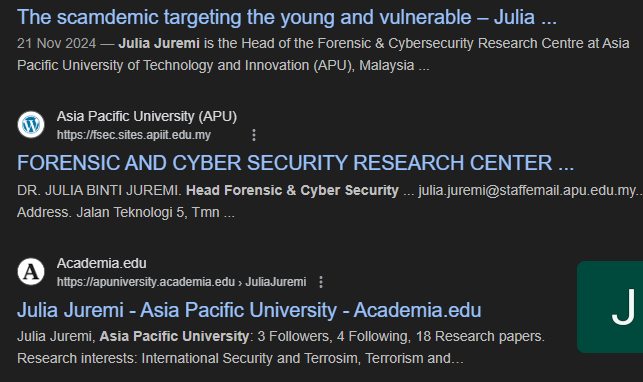 The scamdemic targeting the young and vulnerable – Julia ...
21 Nov 2024 — Julia Juremi is the Head of the Forensic & Cybersecurity Research Centre at Asia
Pacific University of Technology and Innovation (APU), Malaysia ...
Asia Pacific University (APU)
https://fsec.sites.apiit.edu.my
FORENSIC AND CYBER SECURITY RESEARCH CENTER ...
DR. JULIA BINTI JUREMI. Head Forensic & Cyber Security ... julia.juremi@staffemail.apu.edu.my..
Address. Jalan Teknologi 5, Tmn ...
A
Academia.edu
https://apuniversity.academia.edu › JuliaJuremi
J
Julia Juremi - Asia Pacific University - Academia.edu
Julia Juremi, Asia Pacific University: 3 Followers, 4 Following, 18 Research papers.
Research interests: International Security and Terrosim, Terrorism and…